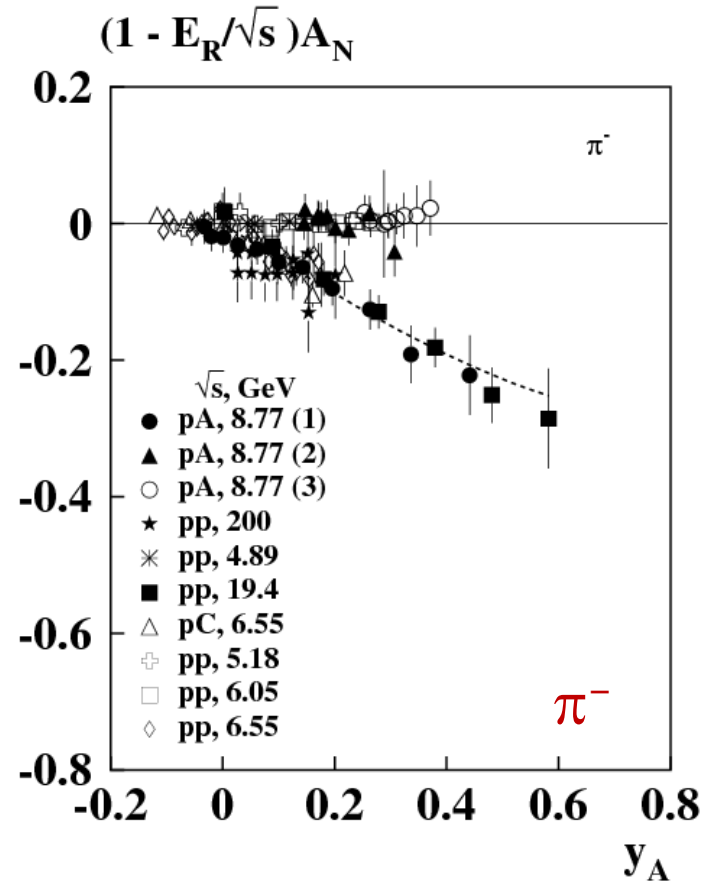 (1 - E_R/√s )A_N
0.2
π⁻
0
-0.2
√s, GeV
pA, 8.77 (1)
pA, 8.77 (2)
pA, 8.77 (3)
-0.4
pp, 200
pp, 4.89
pp, 19.4
pC, 6.55
-0.6
pp, 5.18
pp, 6.05
π⁻
pp, 6.55
-0.8
-0.2 0 0.2 0.4 0.6 0.8
y_A